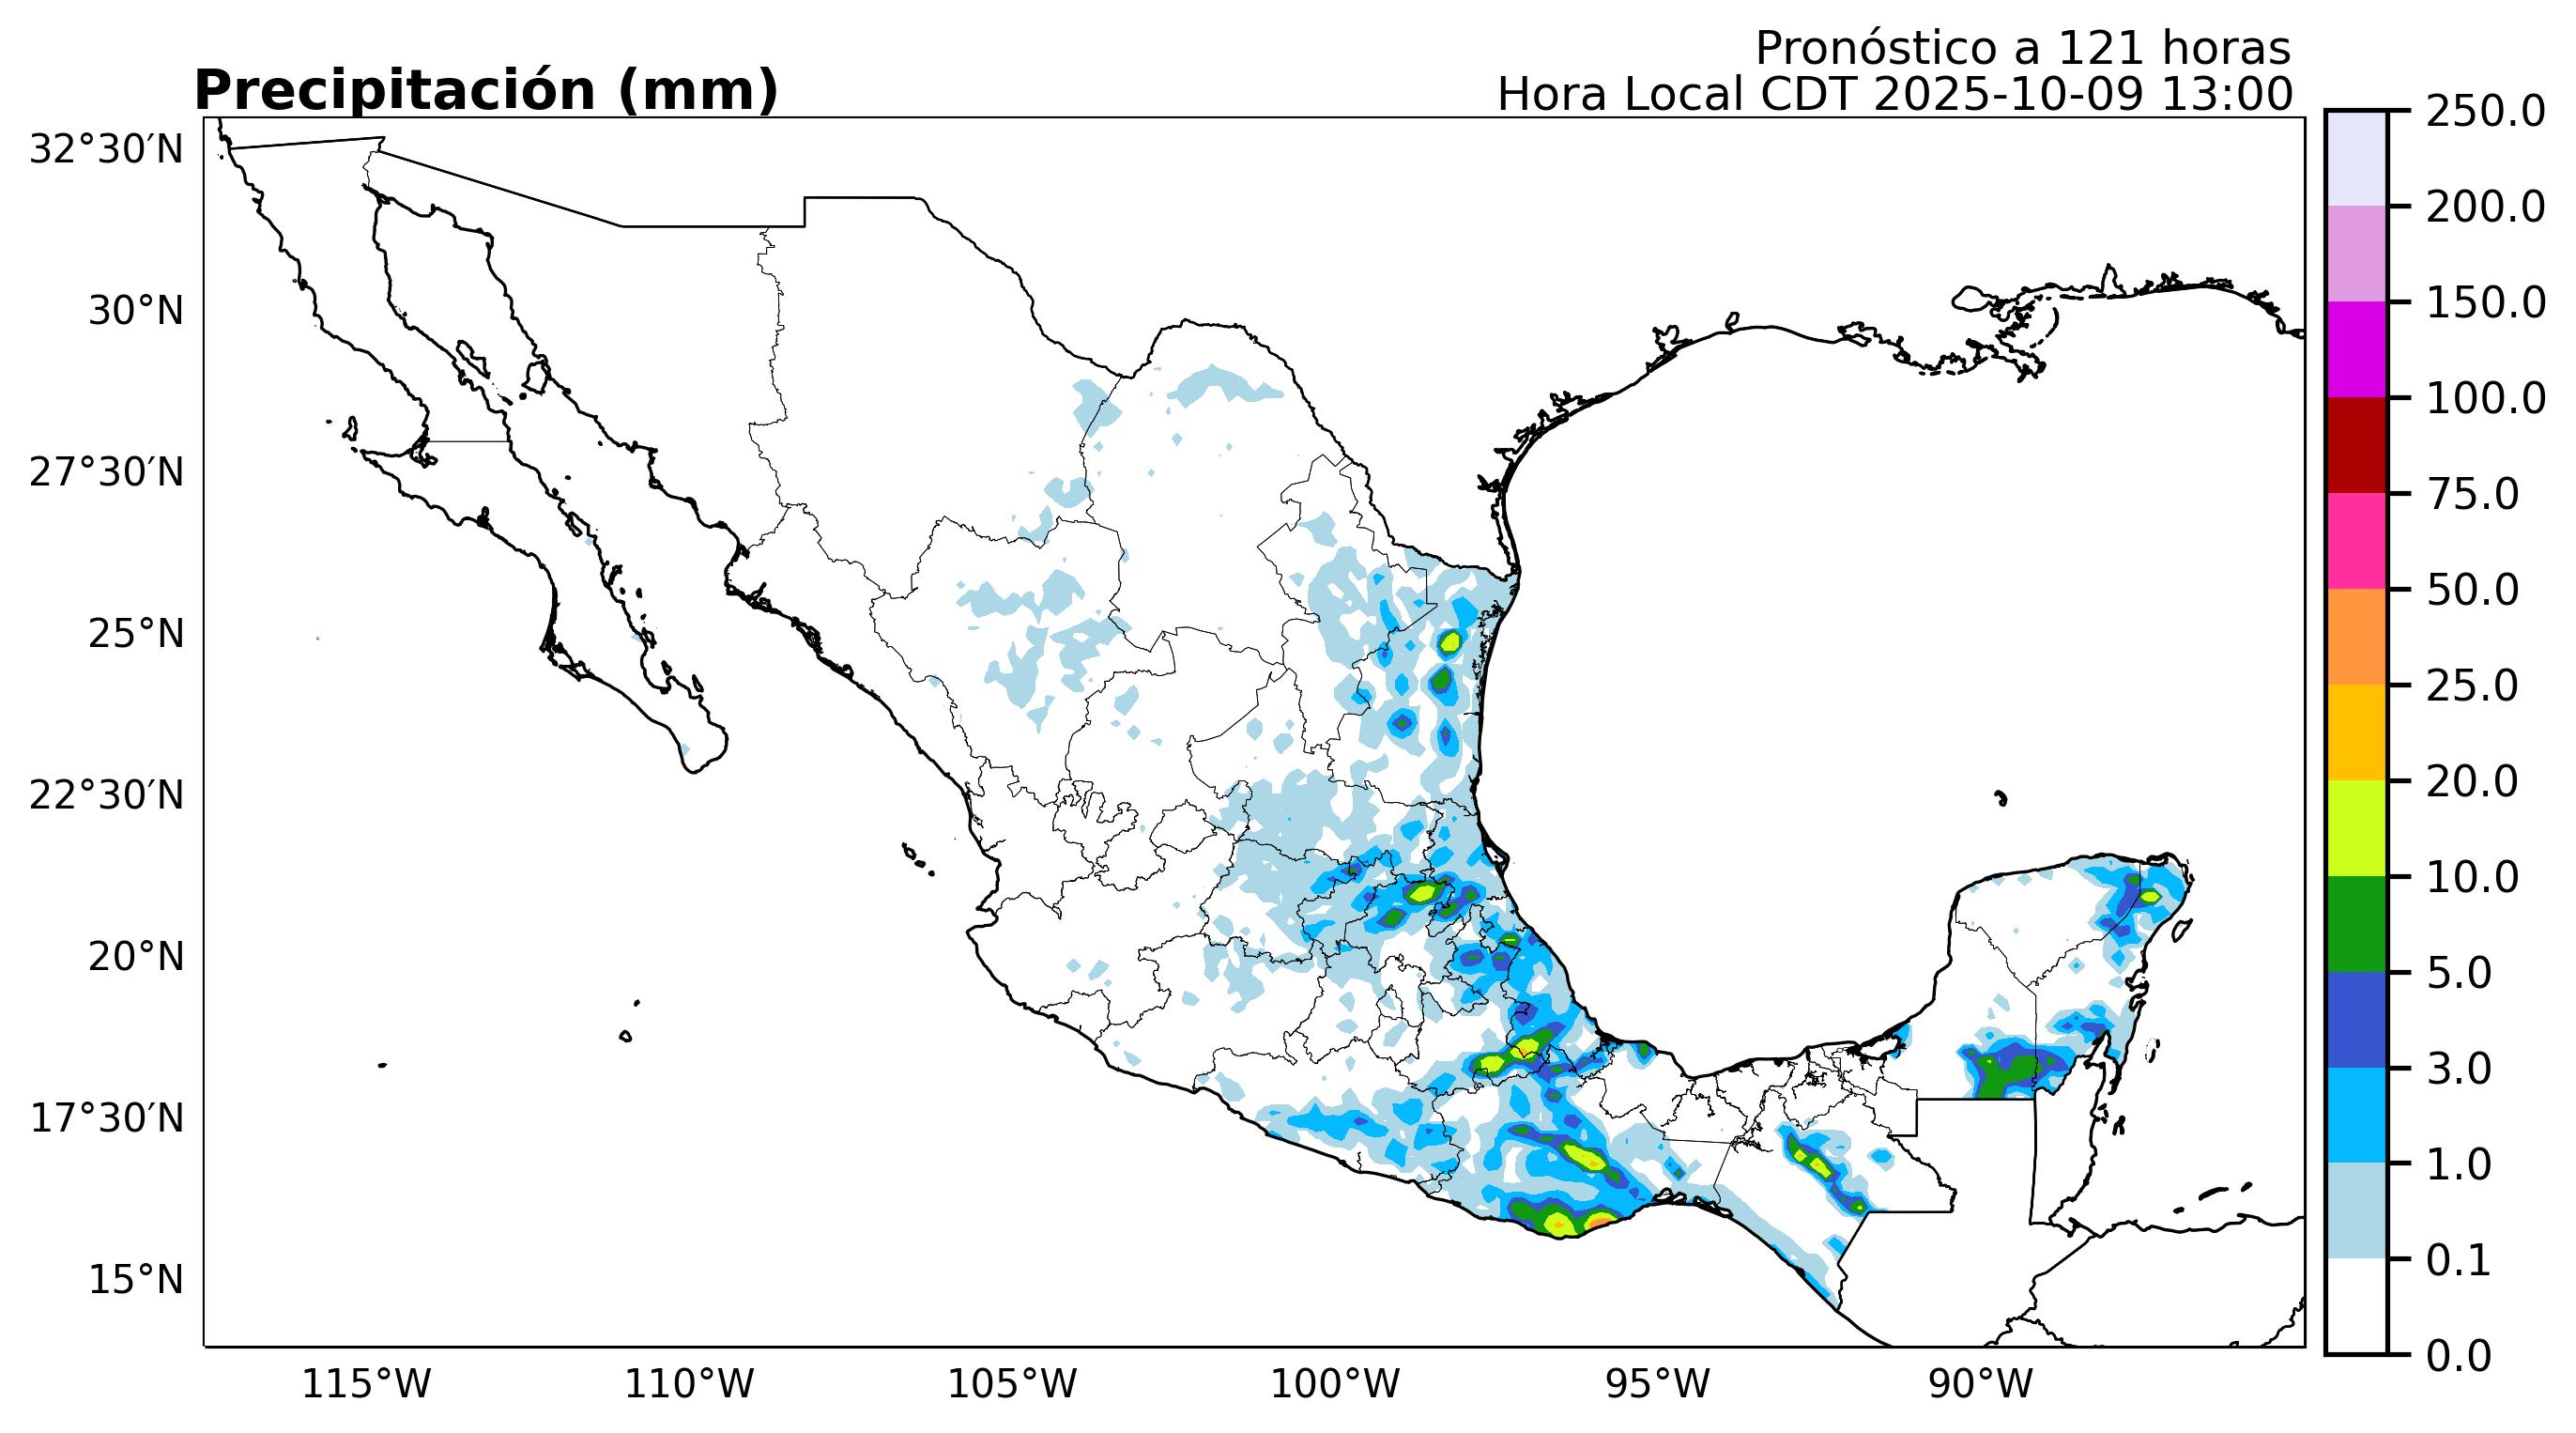 Pronóstico a 121 horas
Precipitación (mm)
Hora Local CDT 2025-10-09 13:00
32°30′N
30°N
27°30′N
25°N
22°30′N
20°N
17°30′N
15°N
115°W
110°W
105°W
100°W
95°W
90°W
250.0
200.0
150.0
100.0
75.0
50.0
25.0
20.0
10.0
5.0
3.0
1.0
0.1
0.0